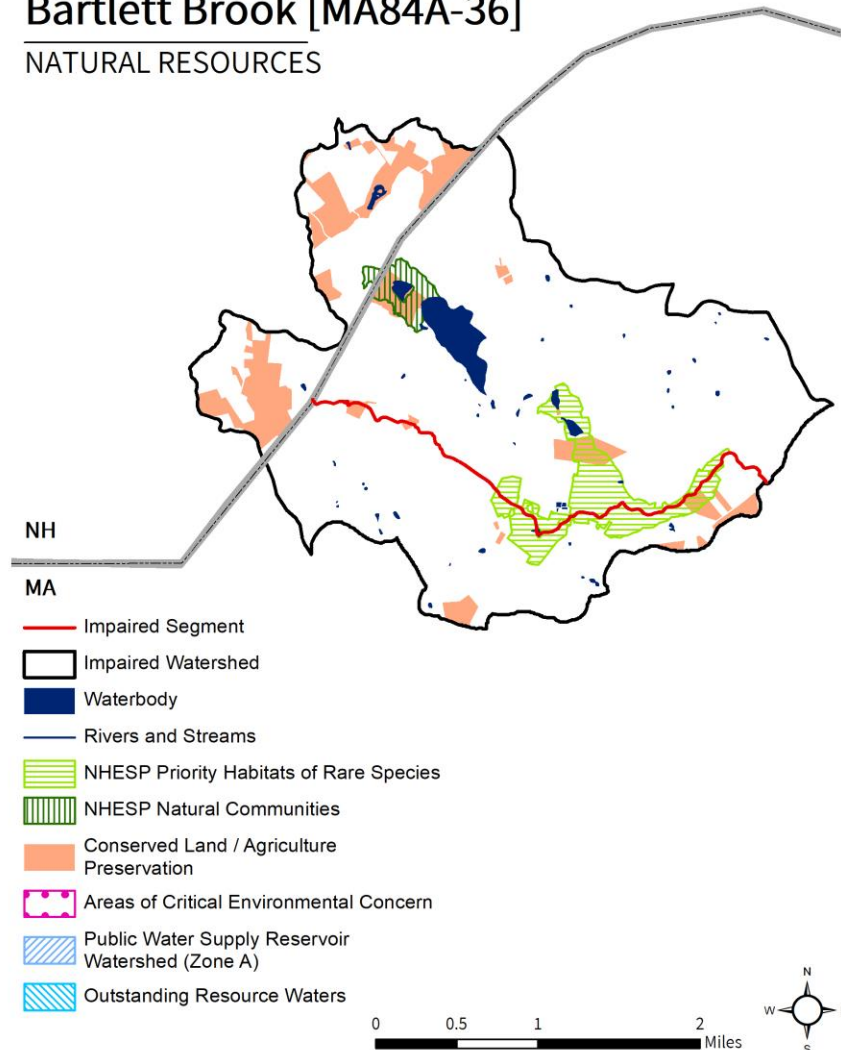 Bartlett Brook [MA84A-36]
NATURAL RESOURCES
NH
MA
Impaired Segment
Impaired Watershed
Waterbody
Rivers and Streams
NHESP Priority Habitats of Rare Species
NHESP Natural Communities
Conserved Land / Agriculture
Preservation
Areas of Critical Environmental Concern
Public Water Supply Reservoir
Watershed (Zone A)
Outstanding Resource Waters
0 0.5 1 2
Miles
N
W
S